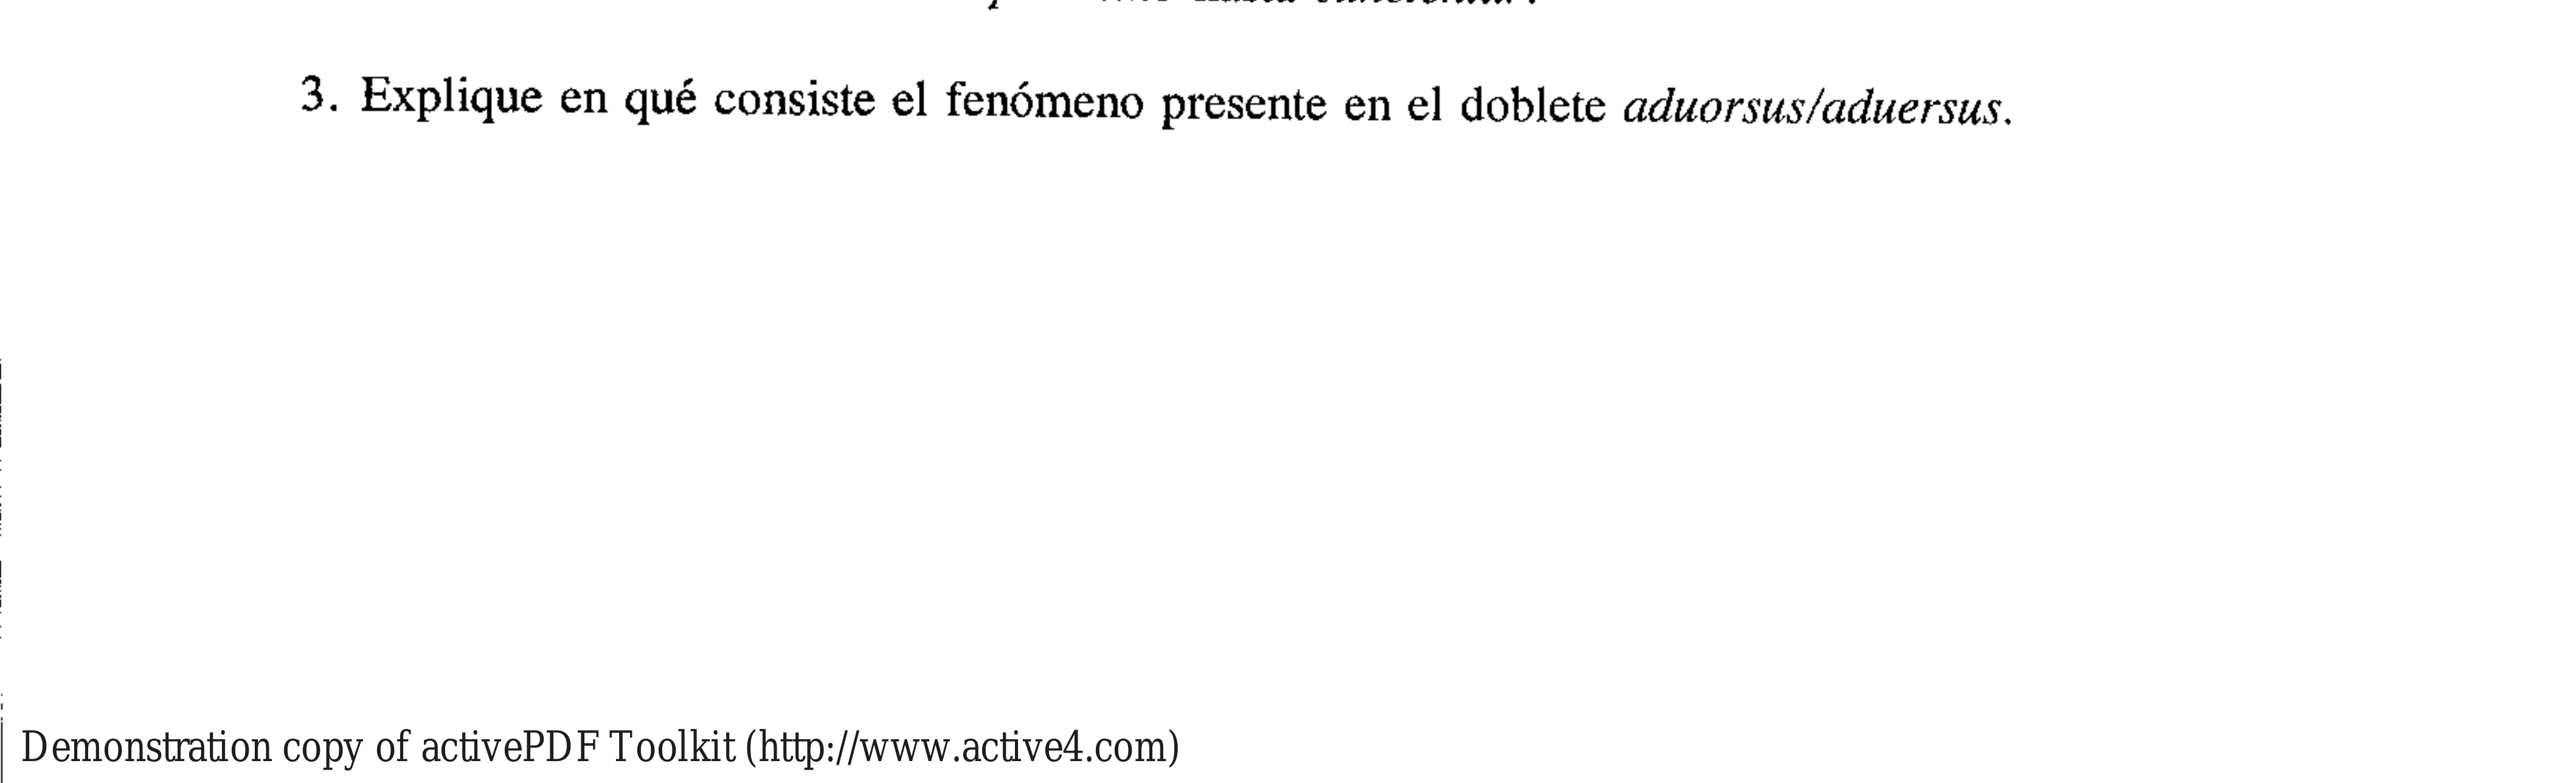 3. Explique en qué consiste el fenómeno presente en el doblete aduorsus/aduersus.
Demonstration copy of activePDF Toolkit (http://www.active4.com)